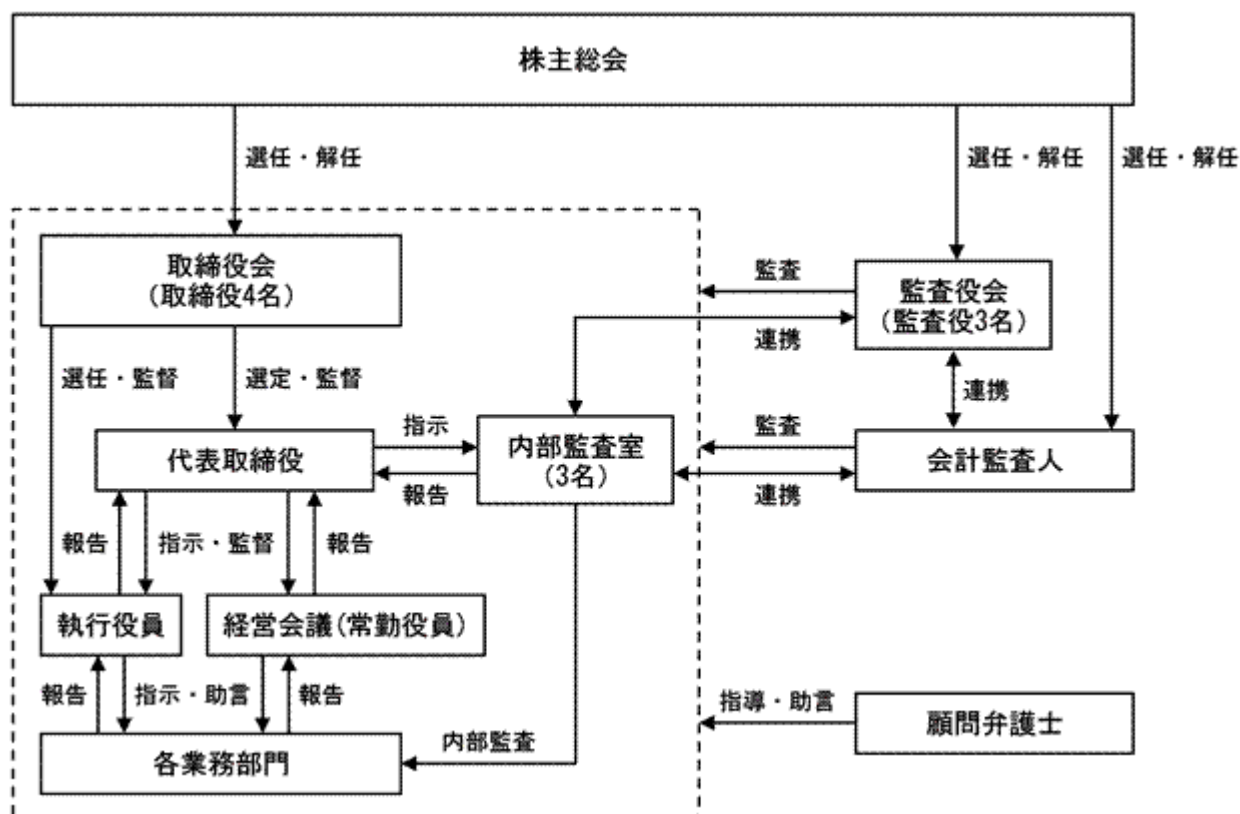 株主総会
選任・解任
選任・解任
選任・解任
取締役会
(取締役4名)
監査
監査役会
(監査役3名)
連携
選任・監督
選定・監督
連携
指示
監査
代表取締役
内部監査室
(3名)
会計監査人
報告
連携
報告
指示・監督
報告
執行役員
経営会議(常勤役員)
報告
指示・助言
報告
指導・助言
顧問弁護士
内部監査
各業務部門